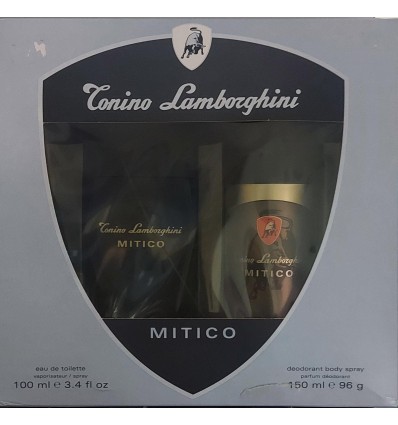 Tonino Lamborghini
Tonino Lamborghini
MITICO
MITICO
MITICO
eau de toilette
vaporisateur / spray
100 ml e 3.4 fl oz
deodorant body spray
parfum déodorant
150 ml e 96 g